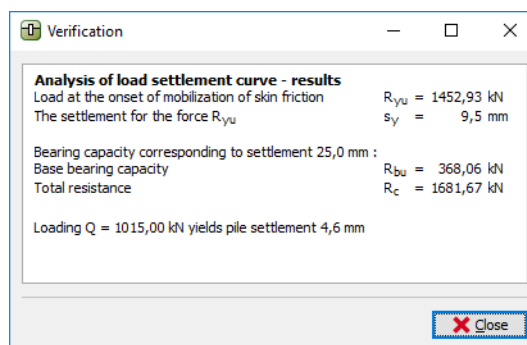 Verification
Analysis of load settlement curve - results
Load at the onset of mobilization of skin friction Ryu = 1452,93 kN
The settlement for the force Ryu sy = 9,5 mm
Bearing capacity corresponding to settlement 25,0 mm :
Base bearing capacity Rbu = 368,06 kN
Total resistance Rc = 1681,67 kN
Loading Q = 1015,00 kN yields pile settlement 4,6 mm
Close